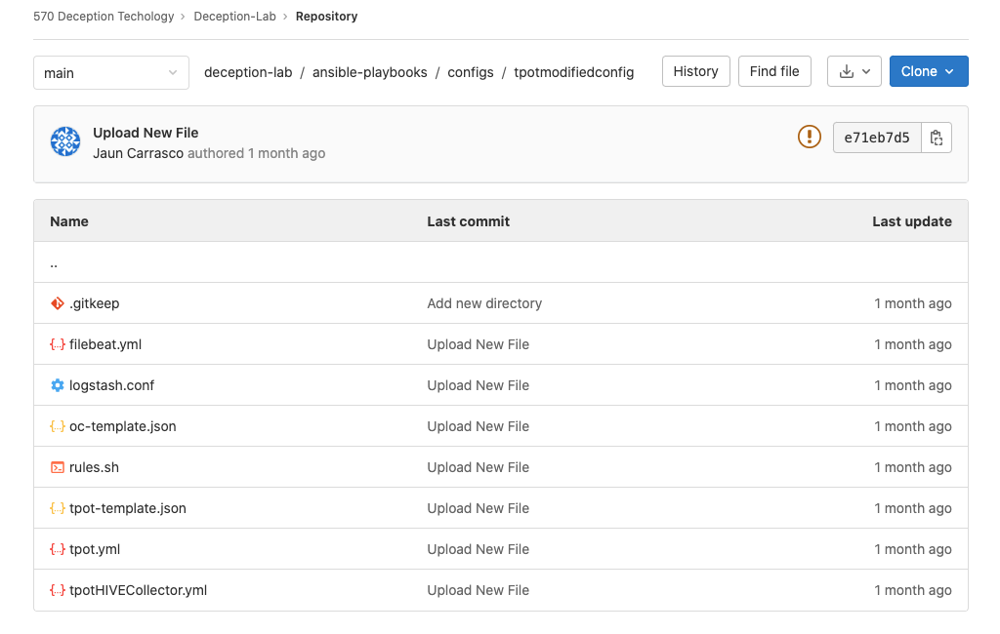 570 Deception Techology › Deception-Lab › Repository
main deception-lab / ansible-playbooks / configs / tpotmodifiedconfig History Find file Clone
Upload New File
Jaun Carrasco authored 1 month ago e71eb7d5
Name Last commit Last update
..
.gitkeep Add new directory 1 month ago
filebeat.yml Upload New File 1 month ago
logstash.conf Upload New File 1 month ago
oc-template.json Upload New File 1 month ago
rules.sh Upload New File 1 month ago
tpot-template.json Upload New File 1 month ago
tpot.yml Upload New File 1 month ago
tpotHIVECollector.yml Upload New File 1 month ago